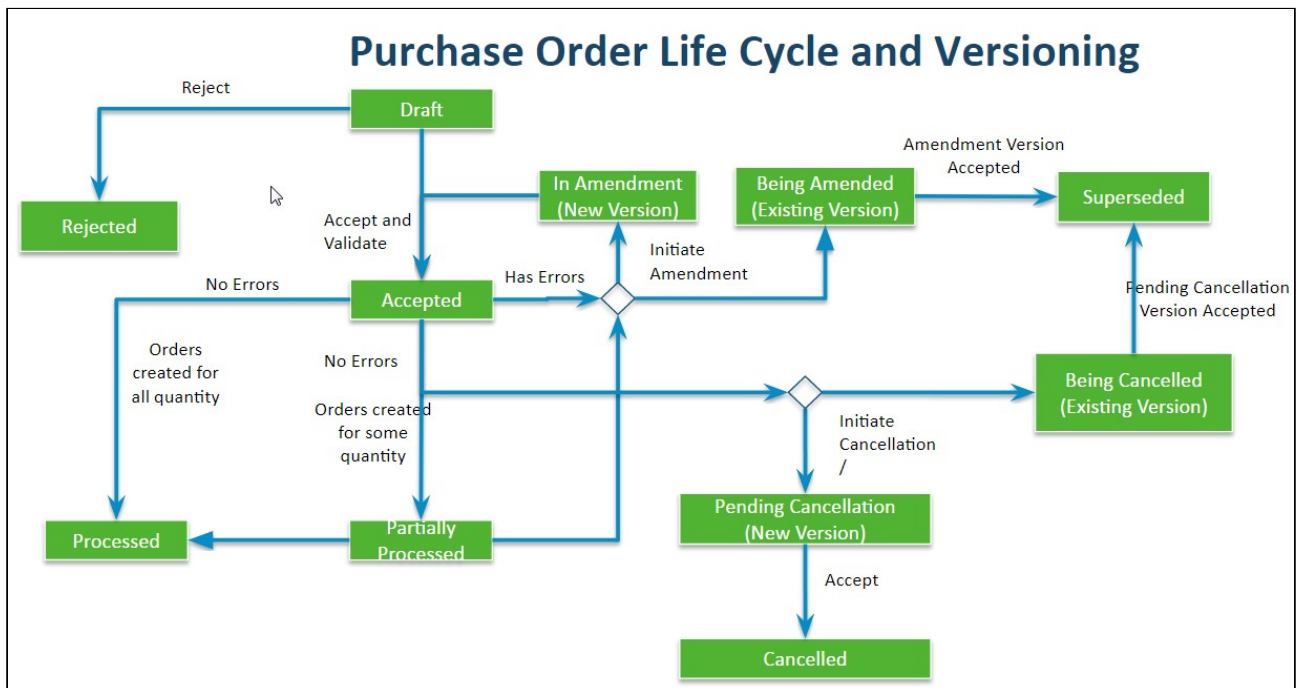 Purchase Order Life Cycle and Versioning
Reject
Draft
Amendment Version
Accepted
In Amendment
(New Version)
Being Amended
(Existing Version)
Superseded
Rejected
Accept and
Validate
Initiate
Amendment
No Errors
Has Errors
Accepted
Pending Cancellation
Version Accepted
Orders
created for
all quantity
No Errors
Orders created
for some
quantity
Being Cancelled
(Existing Version)
Initiate
Cancellation
/
Pending Cancellation
(New Version)
Processed
Partially
Processed
Accept
Cancelled